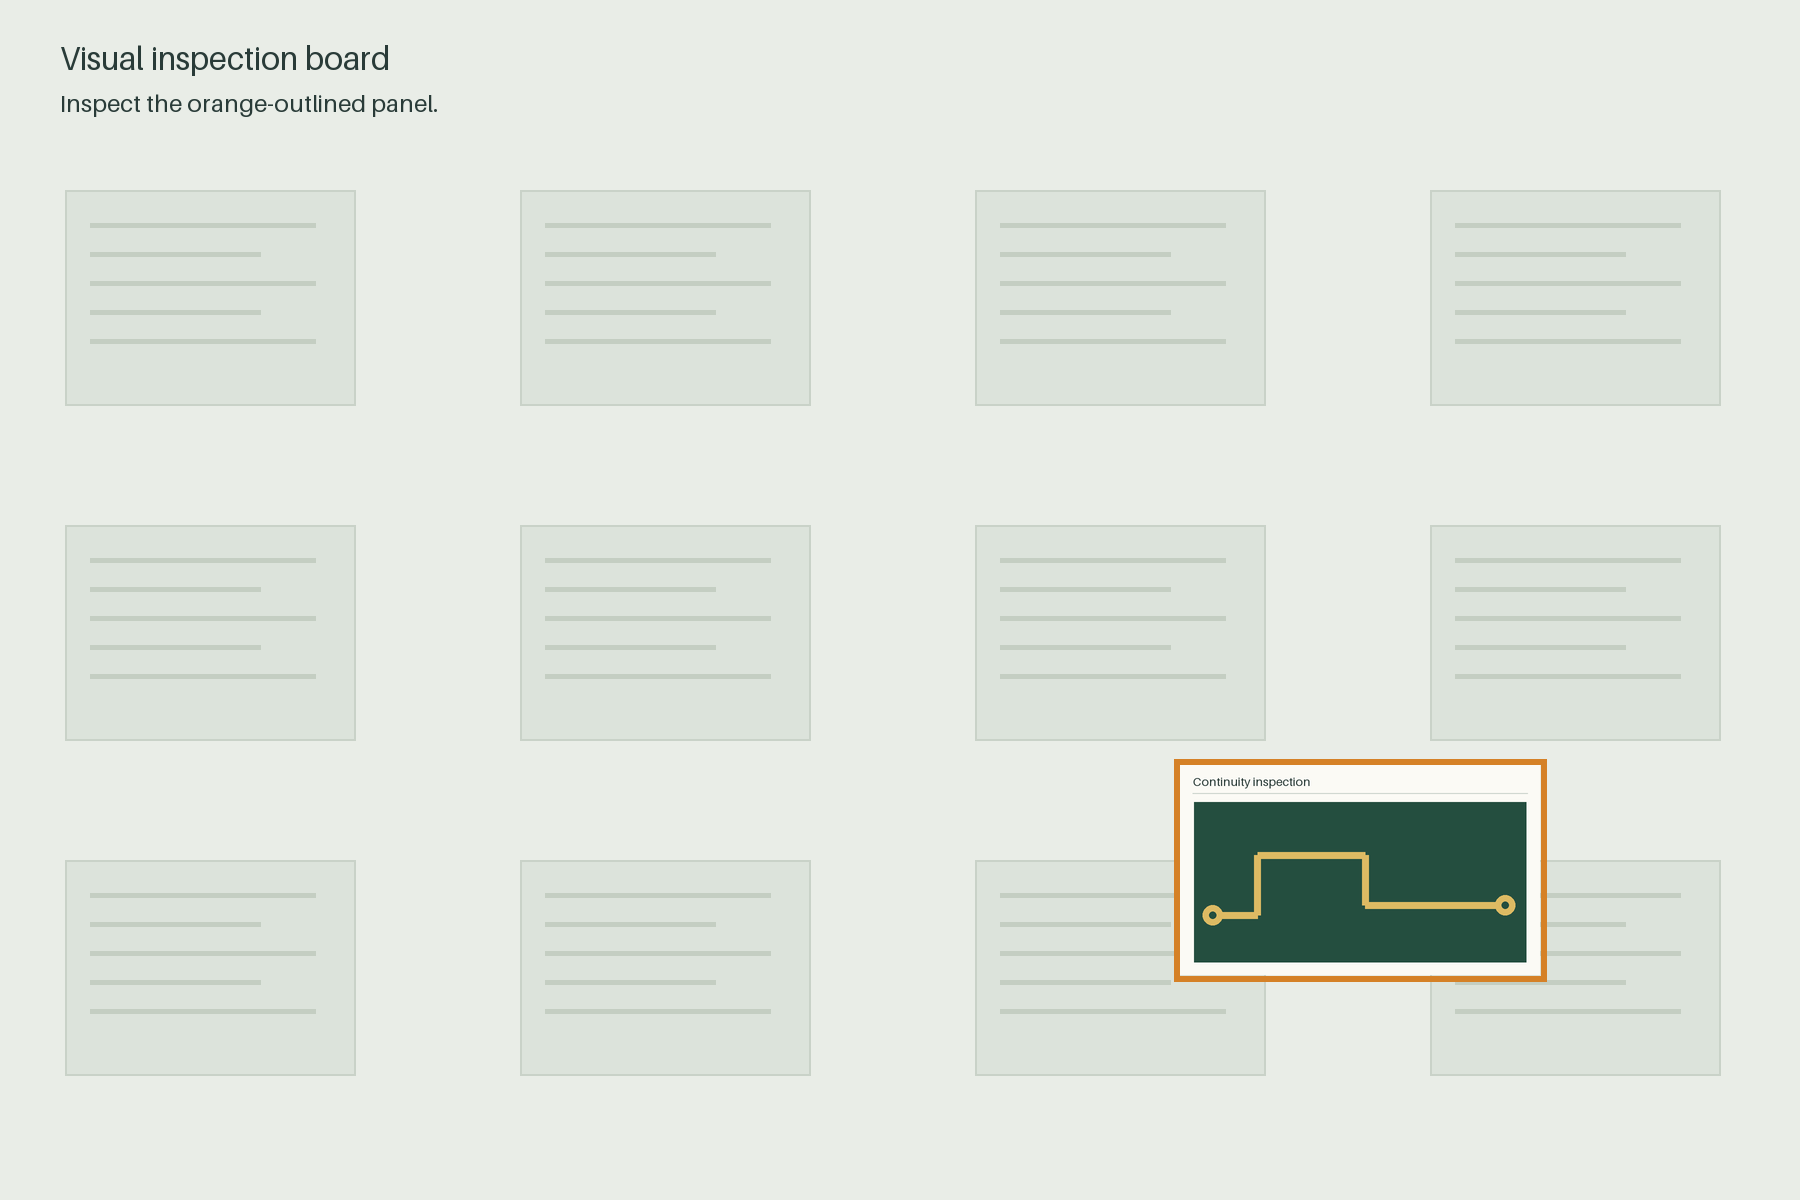 Visual inspection board
Inspect the orange-outlined panel.
Continuity inspection